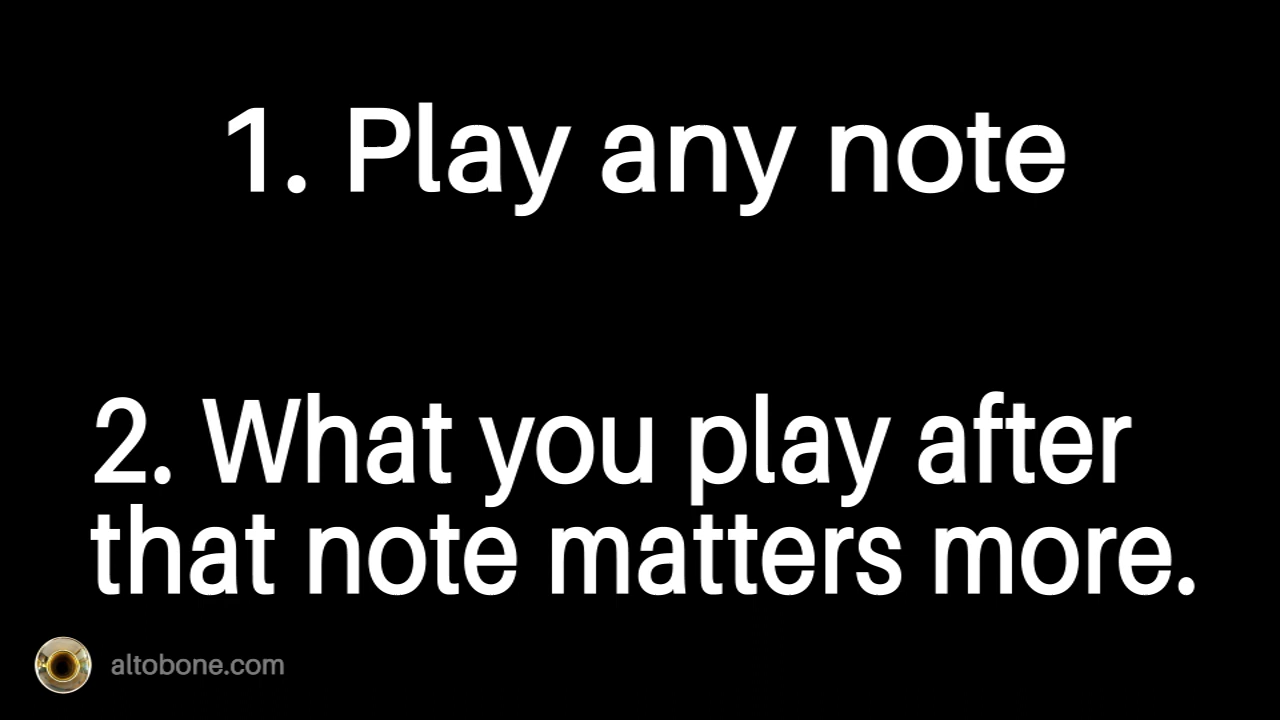 1. Play any note
2. What you play after
that note matters more.
altobone.com